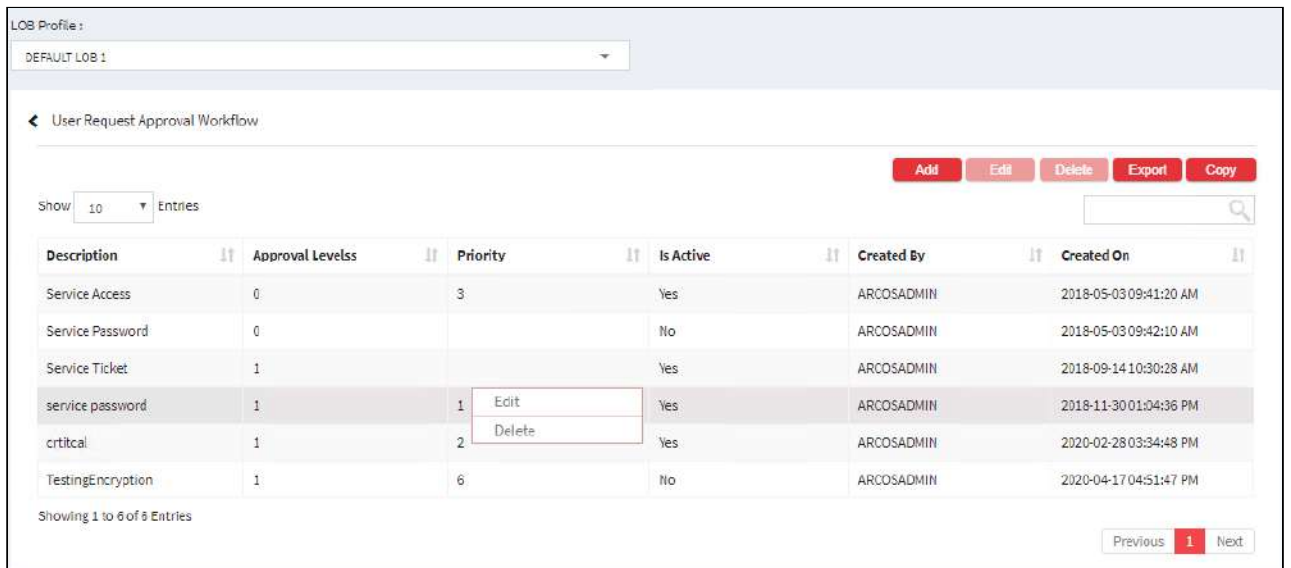 LOB Profile :
DEFAULT LOB 1
User Request Approval Workflow
Add Edit Delete Export Copy
Show 10 Entries
Description Approval Levelss Priority Is Active Created By Created On
Service Access 0 3 Yes ARCOSADMIN 2018-05-03 09:41:20 AM
Service Password 0 No ARCOSADMIN 2018-05-03 09:42:10 AM
Service Ticket 1 Yes ARCOSADMIN 2018-09-14 10:30:28 AM
service password 1 1 Edit Yes ARCOSADMIN 2018-11-30 01:04:36 PM
Delete
crtitcal 1 2 Yes ARCOSADMIN 2020-02-28 03:34:48 PM
TestingEncryption 1 6 No ARCOSADMIN 2020-04-17 04:51:47 PM
Showing 1 to 6 of 6 Entries
Previous 1 Next